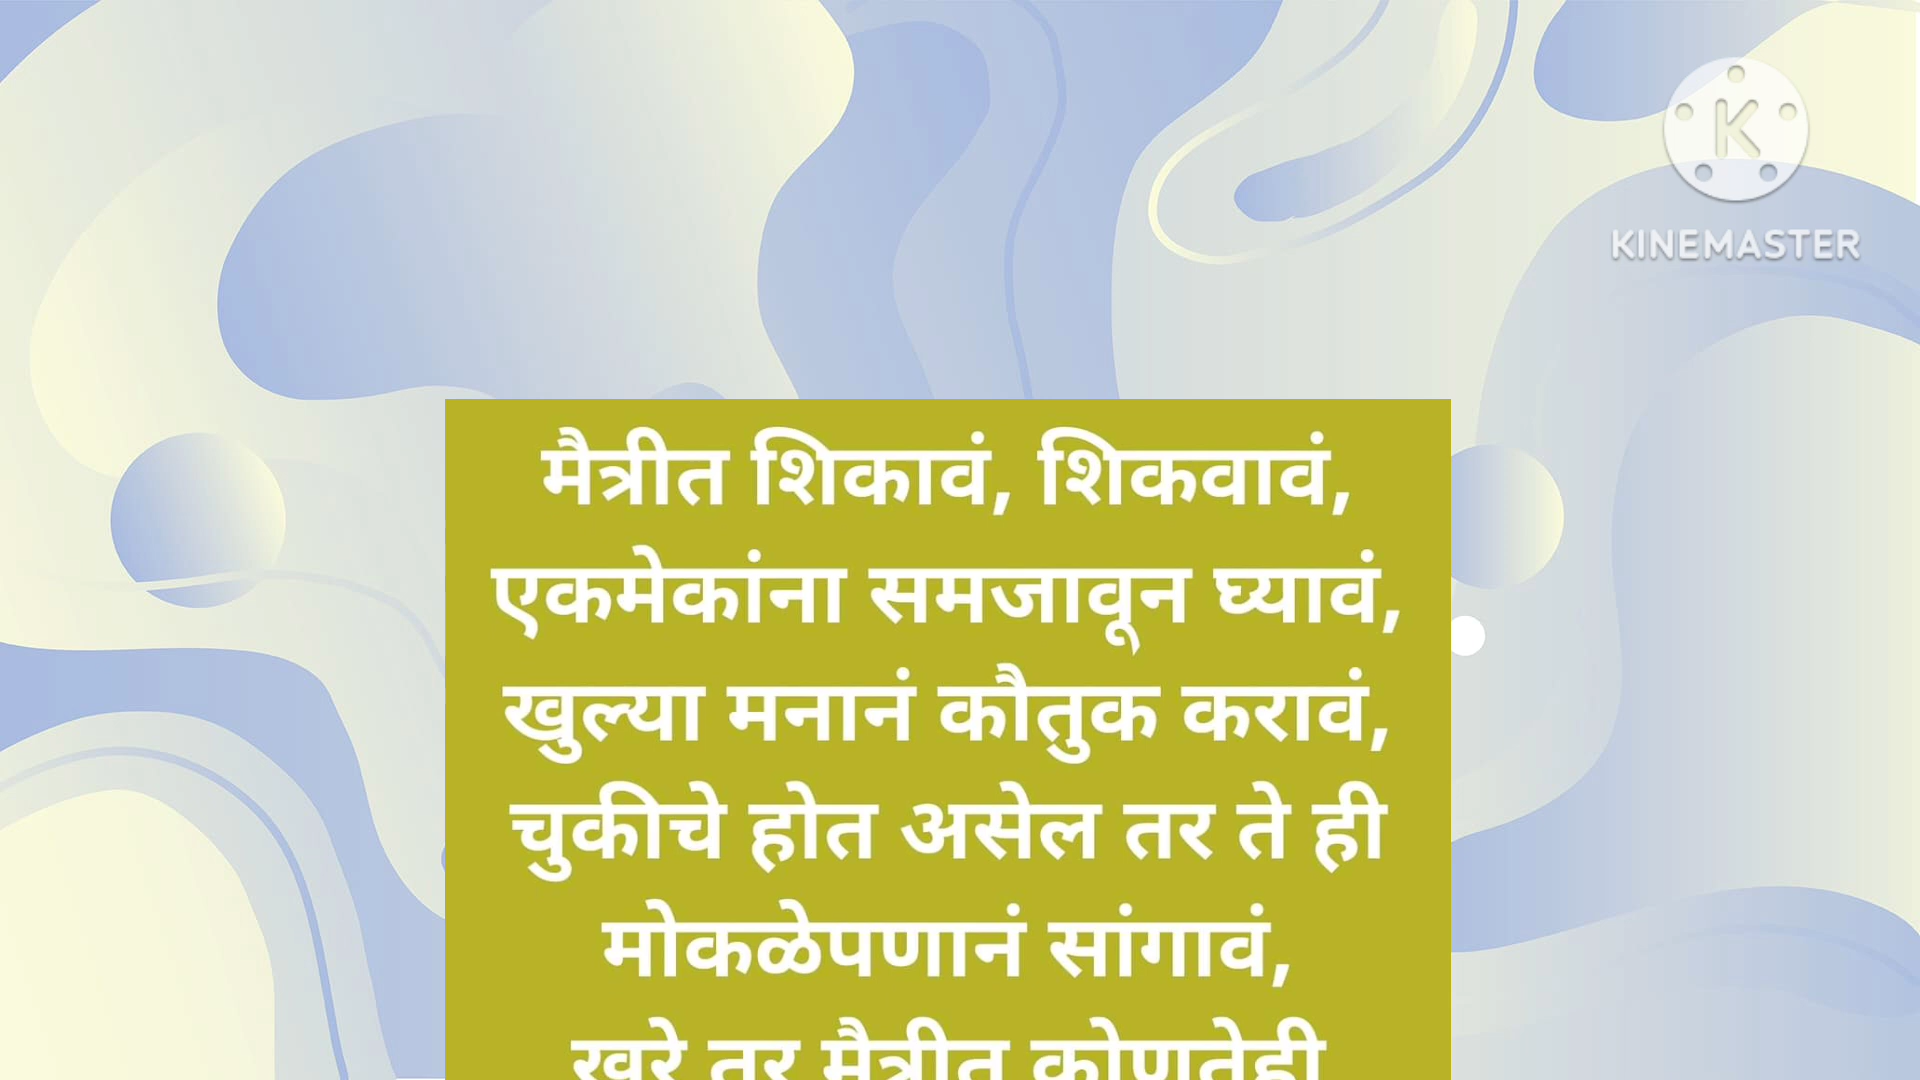 KINEMASTER
मैत्रीत शिकावं, शिकवावं,
एकमेकांना समजावून घ्यावं,
खुल्या मनानं कौतुक करावं,
चुकीचे होत असेल तर ते ही
मोकळेपणानं सांगावं,
खरे तर मैत्रीत कोणतेही